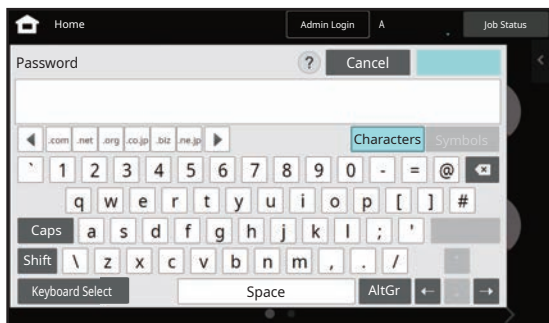 Home Admin Login A Job Status
Password ? Cancel
.com .net .org .co.jp .biz .ne.jp Characters Symbols
` 1 2 3 4 5 6 7 8 9 0 - = @
q w e r t y u i o p [ ] #
Caps a s d f g h j k l ; '
Shift \ z x c v b n m , . /
Keyboard Select Space AltGr